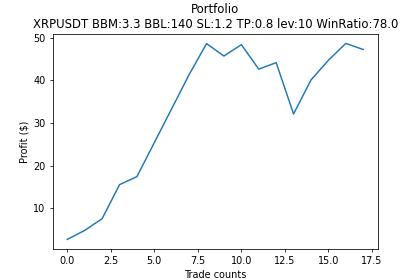 Portfolio
XRPUSDT BBM:3.3 BBL:140 SL:1.2 TP:0.8 lev:10 WinRatio:78.0
50
40
30
20
10
Profit ($)
0.0 2.5 5.0 7.5 10.0 12.5 15.0 17.5
Trade counts